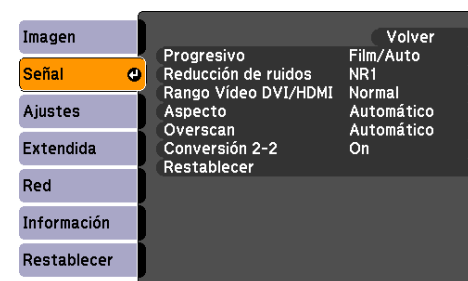 Imagen
Señal
Ajustes
Extendida
Red
Información
Restablecer
Volver
Progresivo Film/Auto
Reducción de ruidos NR1
Rango Vídeo DVI/HDMI Normal
Aspecto Automático
Overscan Automático
Conversión 2-2 On
Restablecer